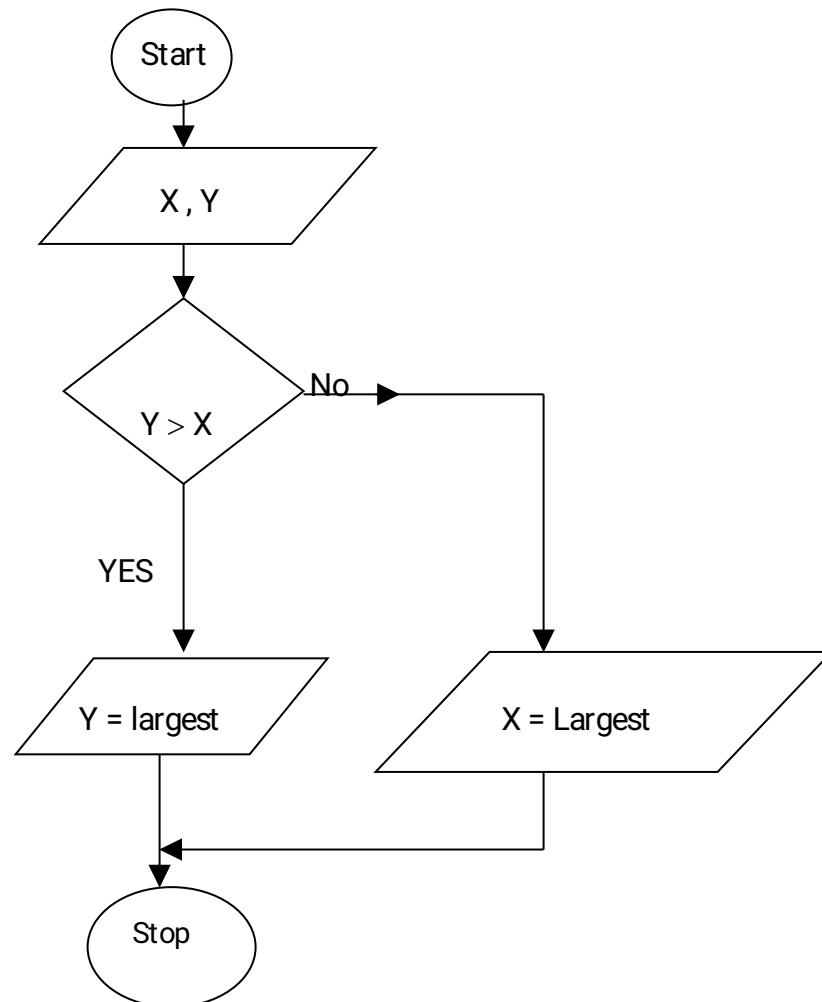 Start
X , Y
No
Y > X
YES
Y = largest
X = Largest
Stop